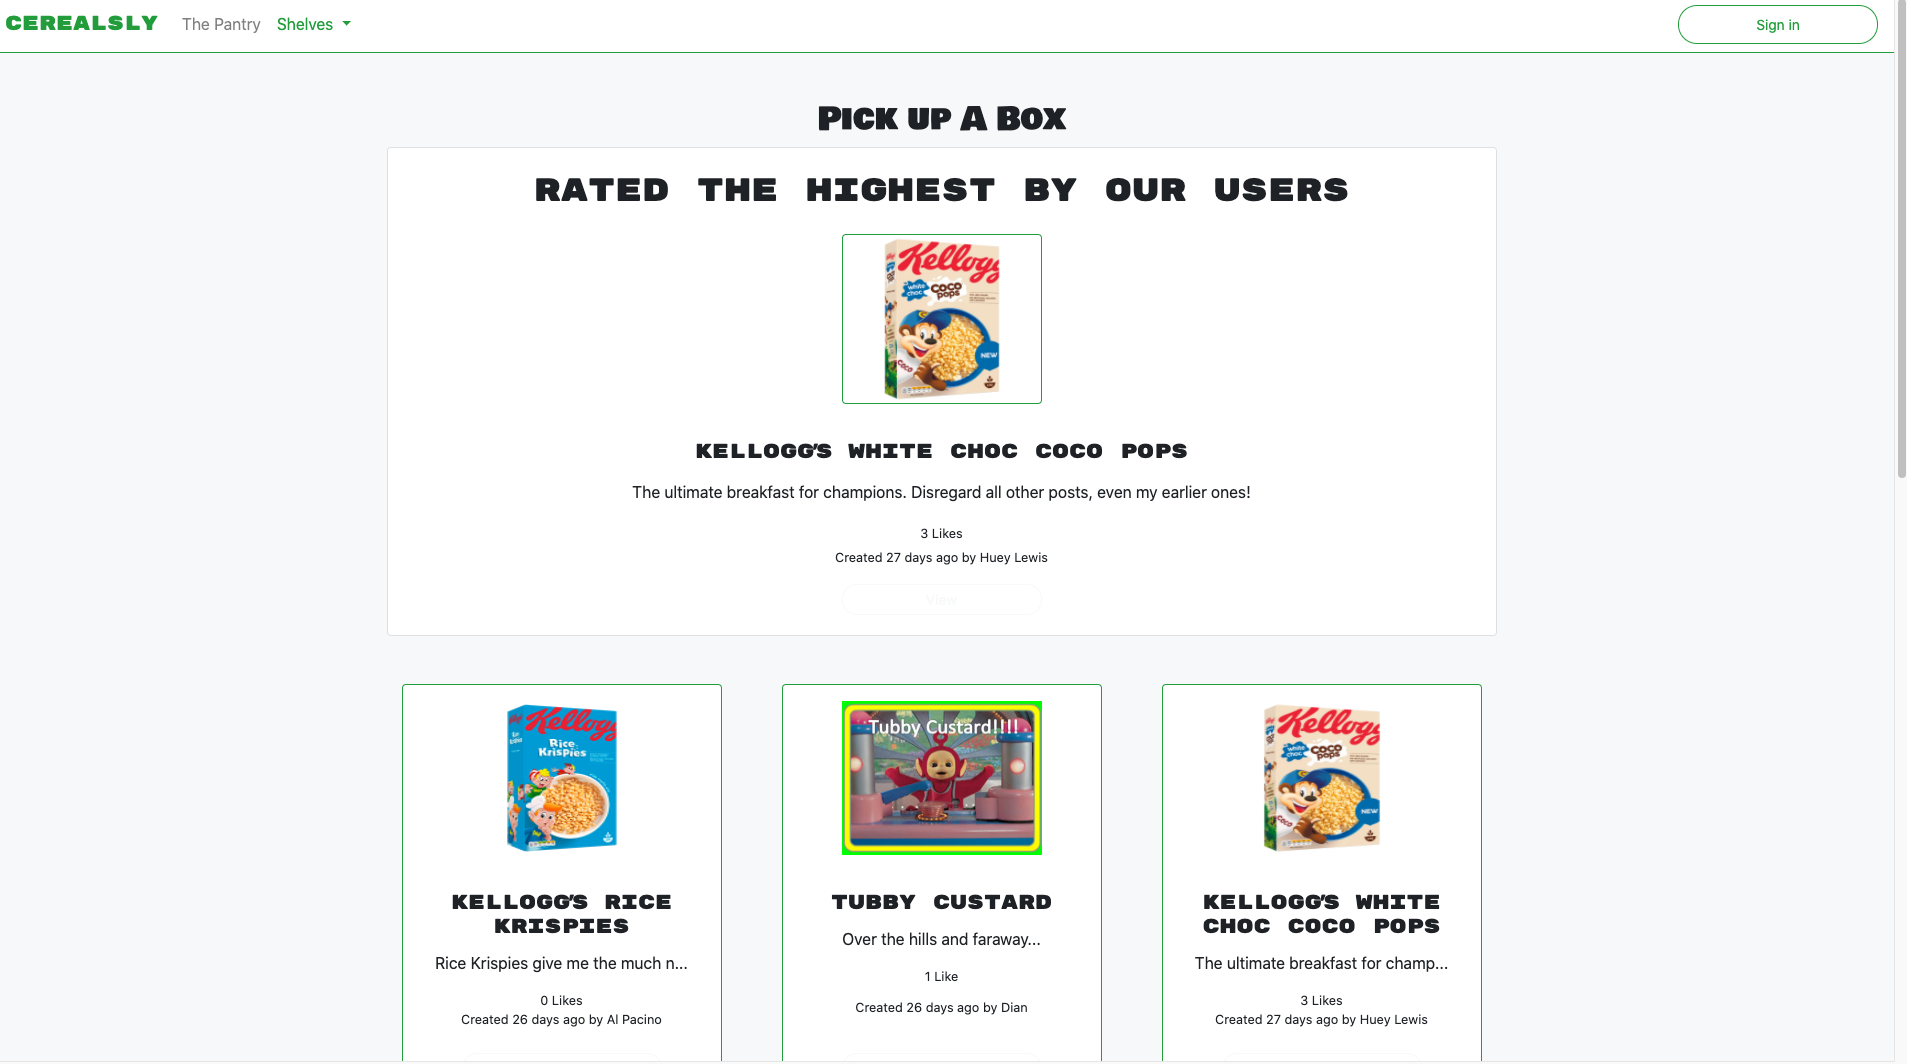 CEREALSLY The Pantry Shelves Sign in
PICK UP A BOX
RATED THE HIGHEST BY OUR USERS
Kellogg
white choc
COCO pops
NEW
COCO
KELLOGG'S WHITE CHOC COCO POPS
The ultimate breakfast for champions. Disregard all other posts, even my earlier ones!
3 Likes
Created 27 days ago by Huey Lewis
View
Kellogg
Rice Krispies
KELLOGG'S RICE
KRISPIES
Rice Krispies give me the much n...
0 Likes
Created 26 days ago by Al Pacino
Tubby Custard!!!!
TUBBY CUSTARD
Over the hills and faraway...
1 Like
Created 26 days ago by Dian
Kellogg
white choc
COCO pops
NEW
COCO
KELLOGG'S WHITE
CHOC COCO POPS
The ultimate breakfast for champ...
3 Likes
Created 27 days ago by Huey Lewis